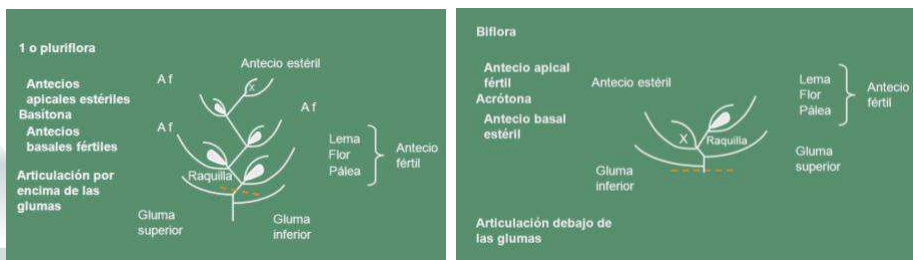 1 o pluriflora
Antecio estéril
A f
Antecios
apicales estériles
Basítona
Antecios
basales fértiles
A f
A f
Lema
Flor
Pálea
Antecio
fértil
Raquilla
Articulación por
encima de las
glumas
Gluma
superior
Gluma
inferior
Biflora
Antecio apical
fértil
Acrótona
Antecio basal
estéril
Antecio estéril
Lema
Flor
Pálea
Antecio
fértil
X
X
Raquilla
Gluma
inferior
Gluma
superior
Articulación debajo de
las glumas